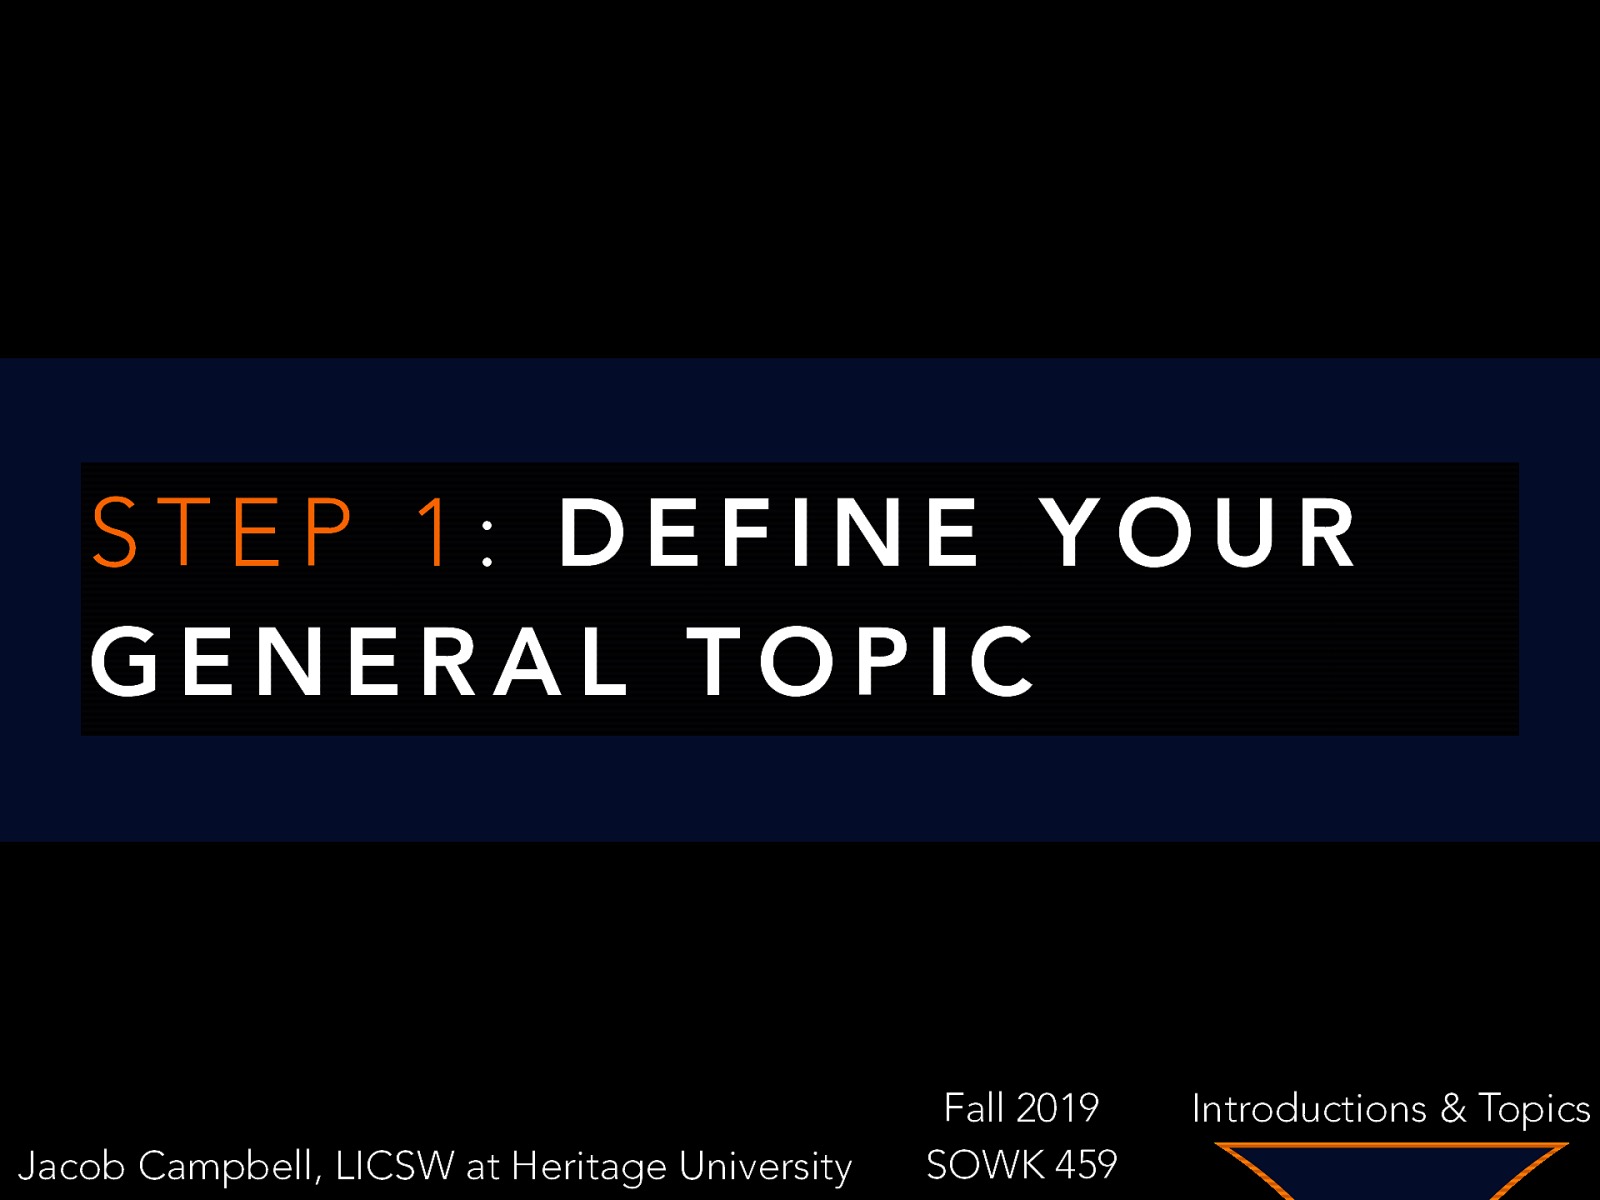 STEP 1: DEFINE YOUR
GENERAL TOPIC
Fall 2019
Introductions & Topics
Jacob Campbell, LICSW at Heritage University
SOWK 459